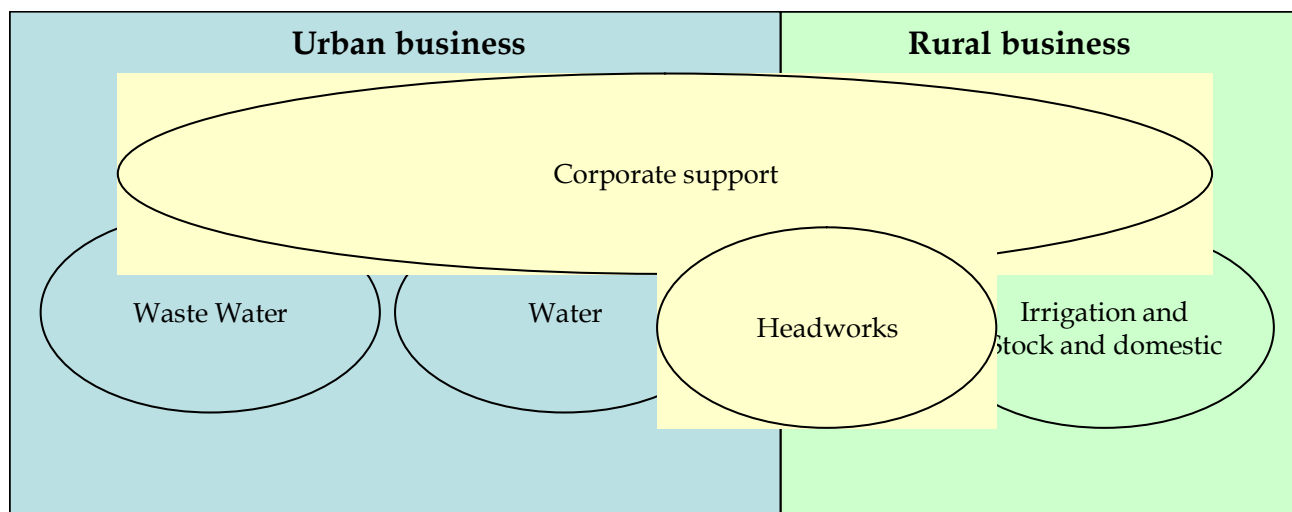 Urban business
Rural business
Corporate support
Waste Water
Water
Headworks
Irrigation and
Stock and domestic